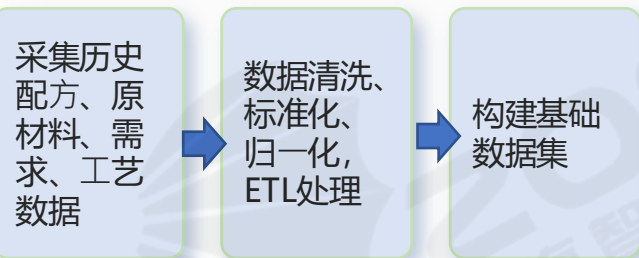 采集历史
配方、原
材料、需
求、工艺
数据
数据清洗、
标准化、
归一化，
ETL处理
构建基础
数据集